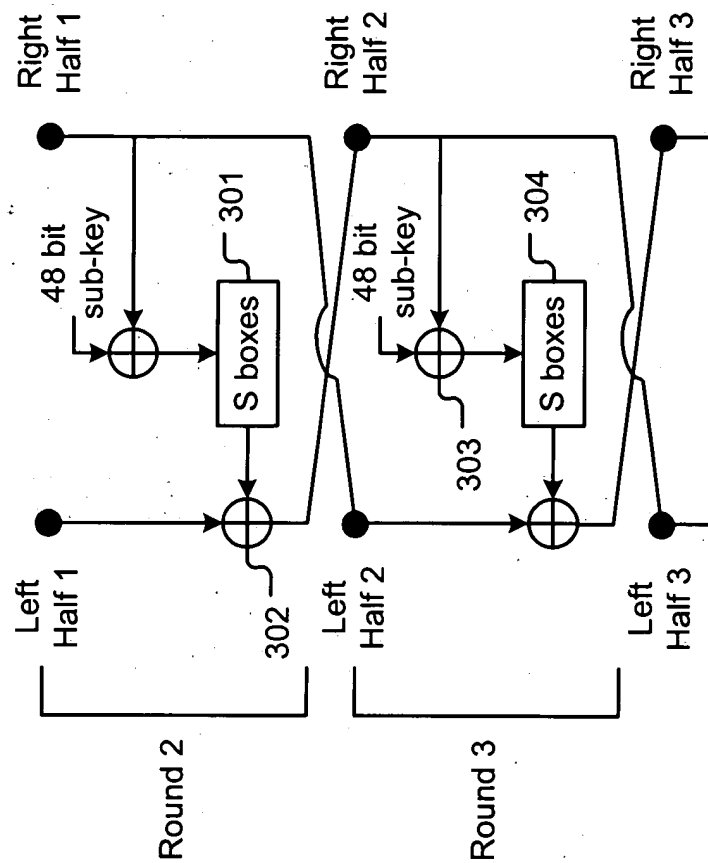 Right
Half 1
48 bit
sub-key
301
S boxes
302
Left
Half 1
Round 2
Right
Half 2
48 bit
sub-key
304
S boxes
303
Left
Half 2
Round 3
Right
Half 3
Left
Half 3